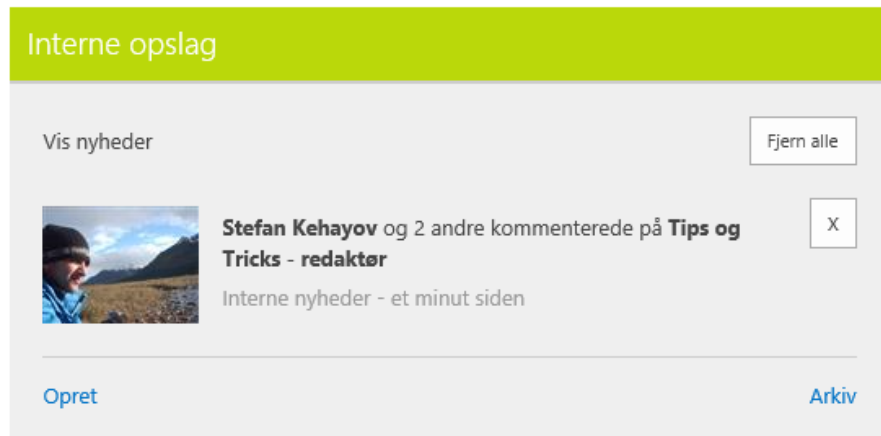 Interne opslag
Vis nyheder
Fjern alle
Stefan Kehayov og 2 andre kommenterede på Tips og
Tricks - redaktør
X
Interne nyheder - et minut siden
Opret
Arkiv